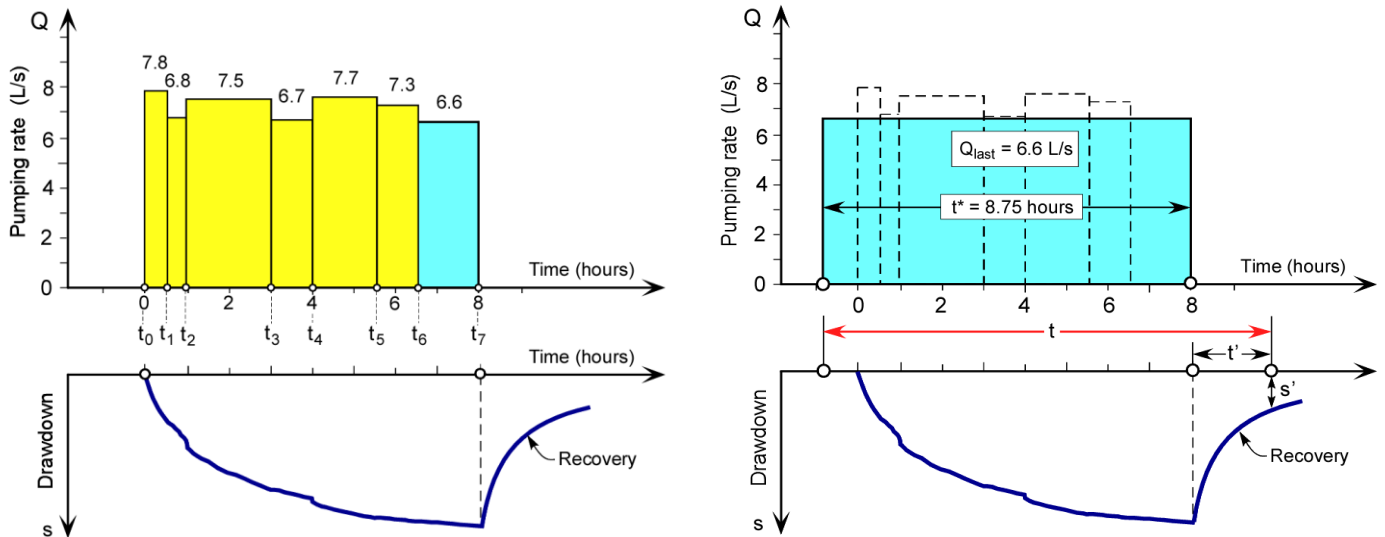 Q
Pumping rate (L/s)
8
6
4
2
0
7.8
6.8
7.5
6.7
7.7
7.3
6.6
Time (hours)
0
2
4
6
8
t0
t1
t2
t3
t4
t5
t6
t7
Time (hours)
Drawdown
s
Recovery
Q
Pumping rate (L/s)
8
6
4
2
0
Qlast = 6.6 L/s
t* = 8.75 hours
Time (hours)
0
2
4
6
8
t
t’
s’
Drawdown
s
Recovery